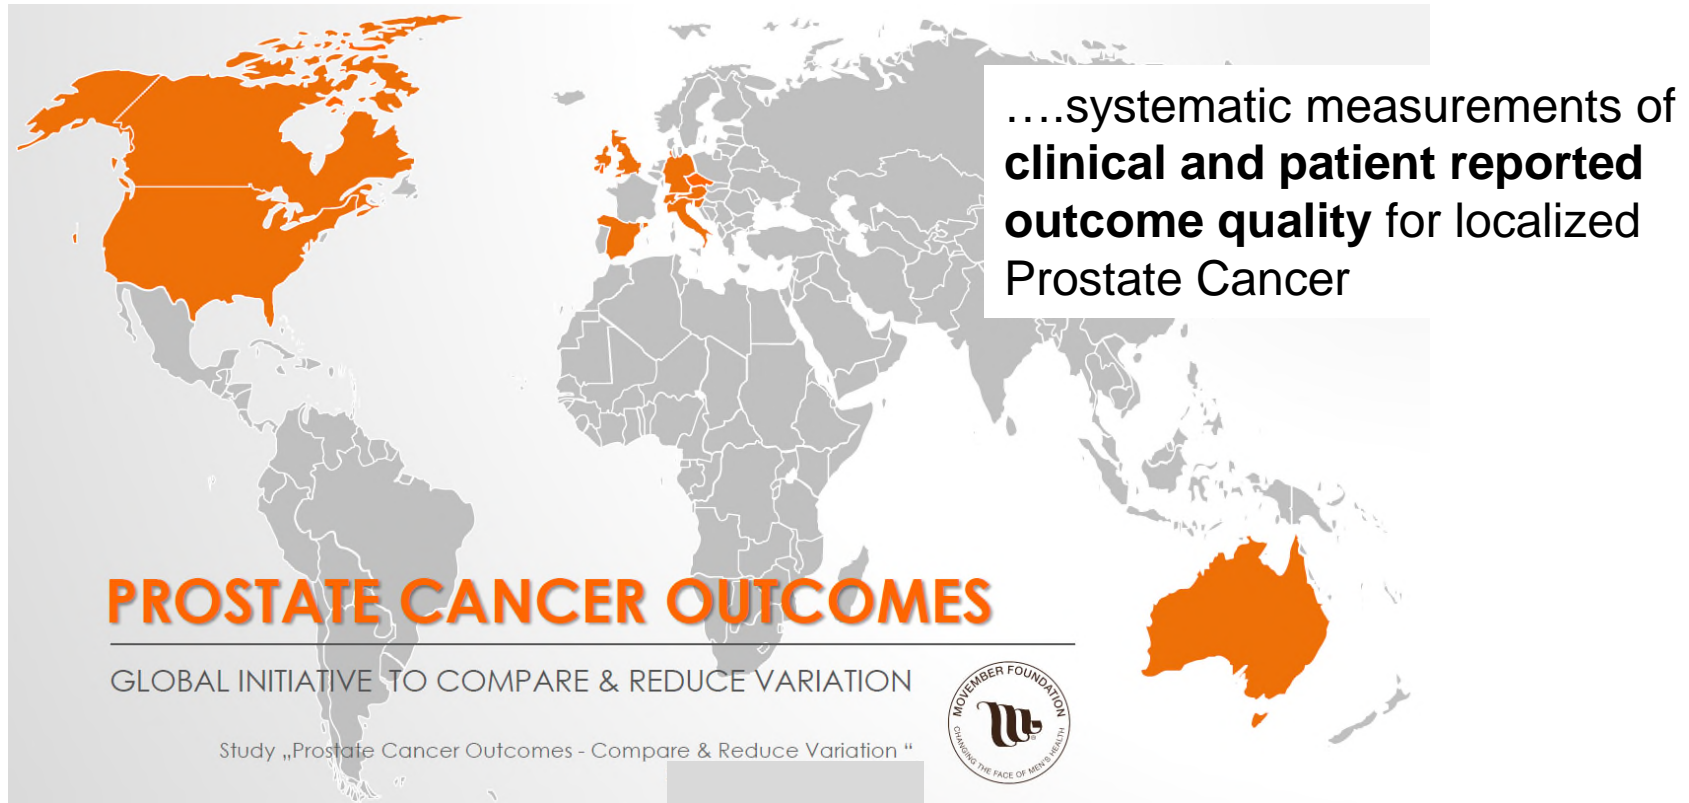 ….systematic measurements of
clinical and patient reported
outcome quality for localized
Prostate Cancer
PROSTATE CANCER OUTCOMES
GLOBAL INITIATIVE TO COMPARE & REDUCE VARIATION
Study „Prostate Cancer Outcomes - Compare & Reduce Variation “
MOVEMBER FOUNDATION
CHANGING THE FACE OF MEN'S HEALTH